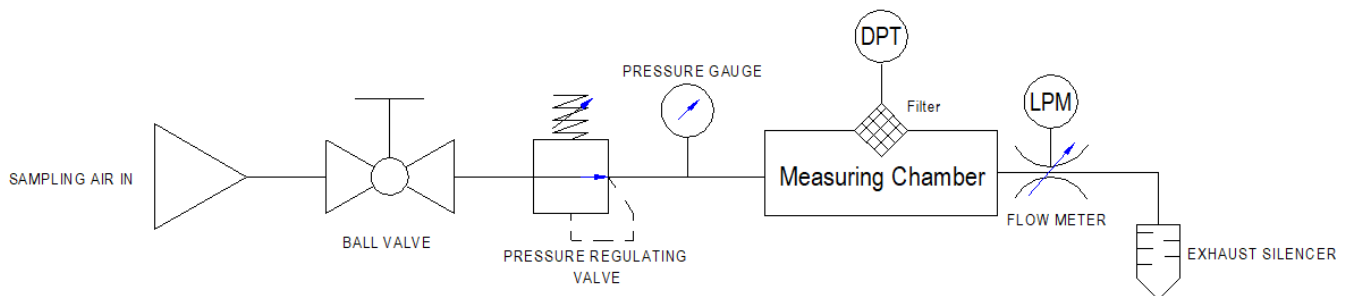 SAMPLING AIR IN
BALL VALVE
PRESSURE REGULATING
VALVE
PRESSURE GAUGE
DPT
Filter
Measuring Chamber
LPM
FLOW METER
EXHAUST SILENCER